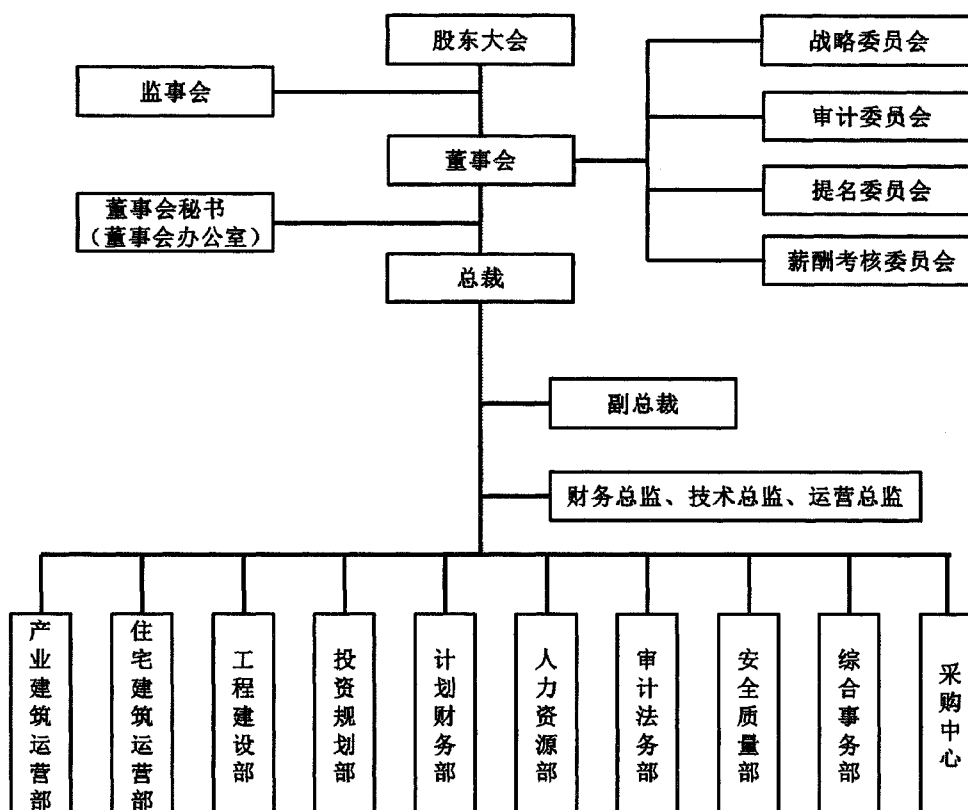 股东大会
战略委员会
监事会
审计委员会
董事会
提名委员会
董事会秘书
（董事会办公室）
薪酬考核委员会
总裁
副总裁
财务总监、技术总监、运营总监
产业建筑运营部
住宅建筑运营部
工程建设部
投资规划部
计划财务部
人力资源部
审计法务部
安全质量部
综合事务部
采购中心